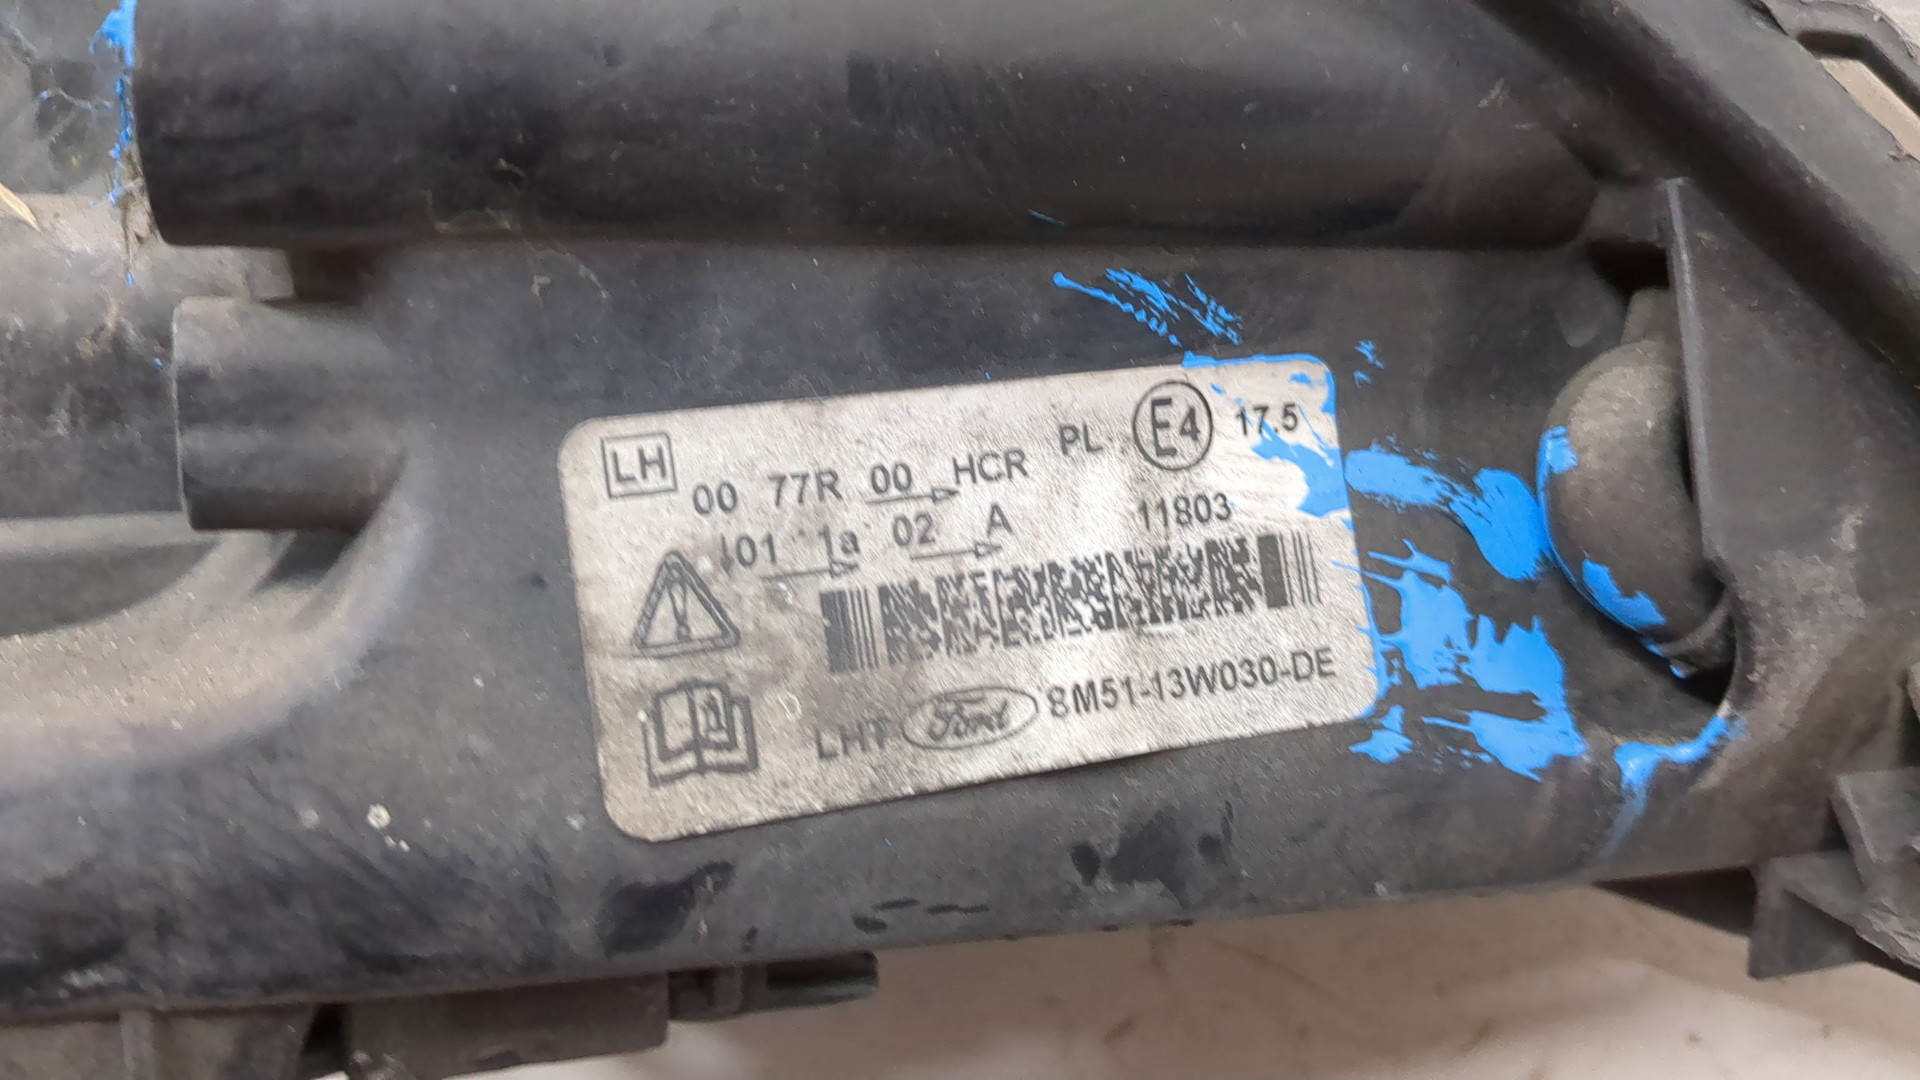 LH
00 77R 00 HCR PL E4 17.5
01 1a 02 A 11803
LHT Ford 8M51-13W030-DE